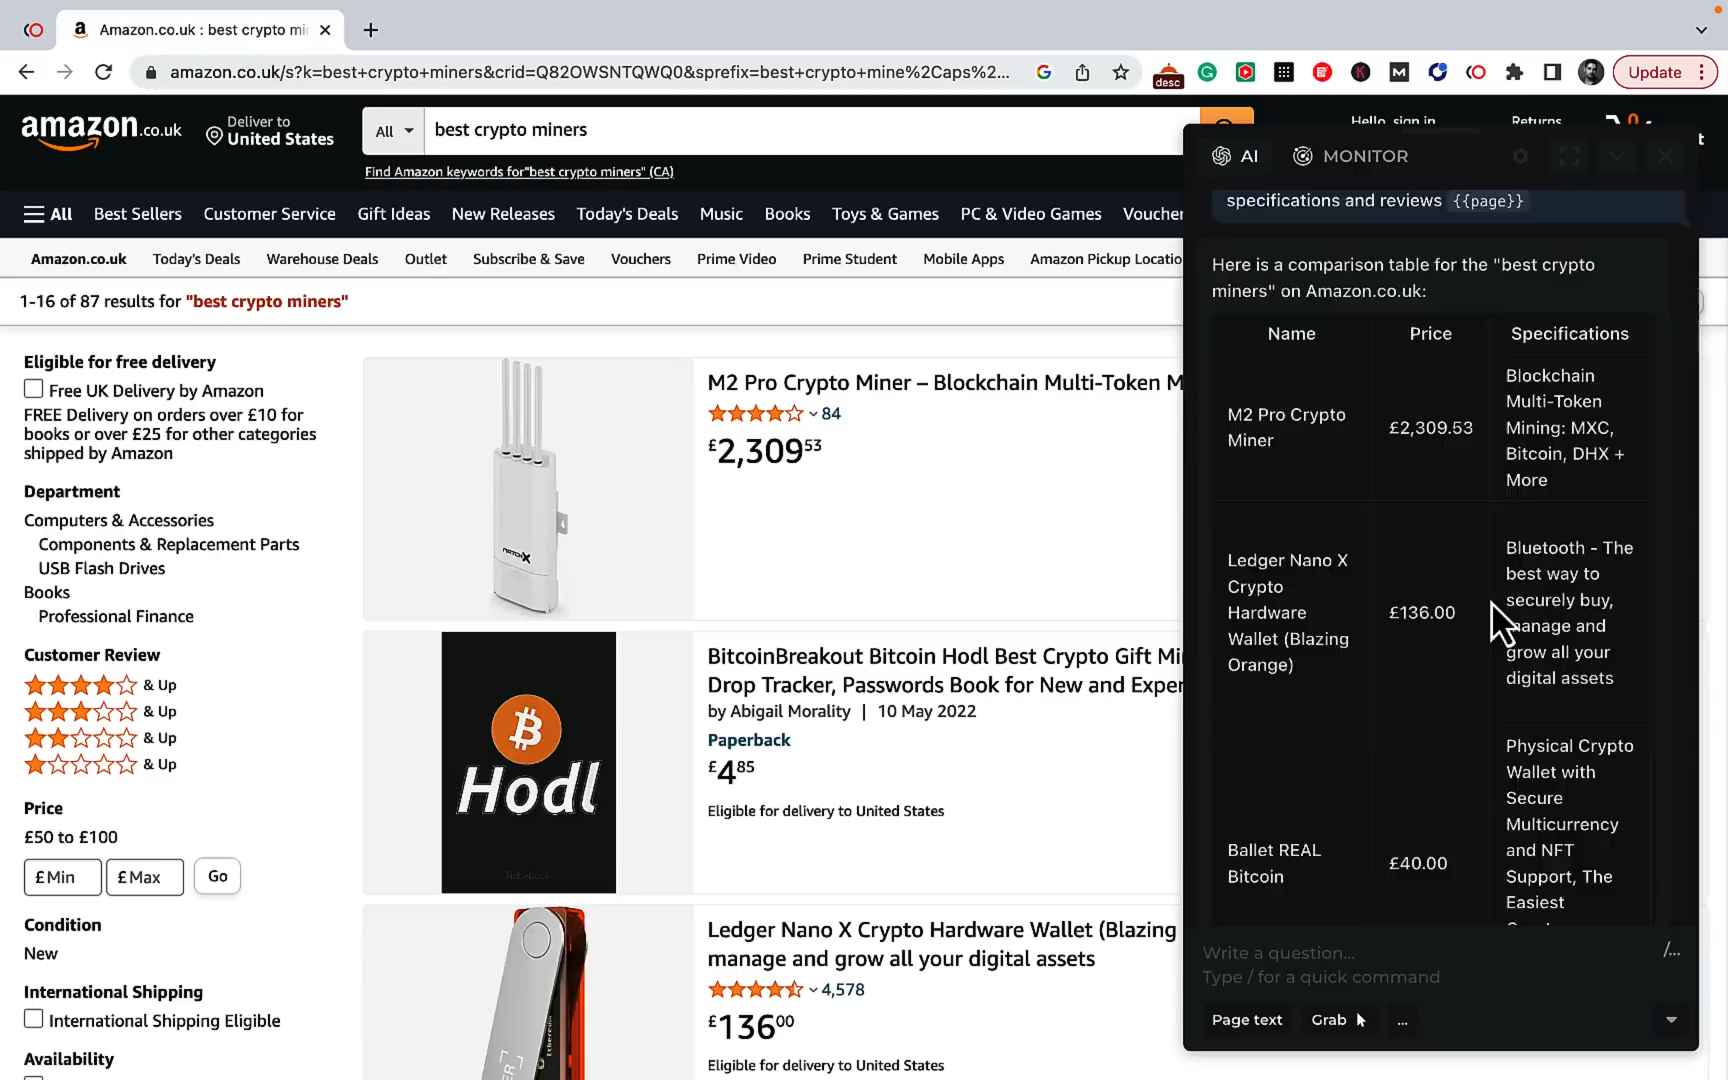 Amazon.co.uk : best crypto mi
amazon.co.uk/s?k=best+crypto+miners&crid=Q82OWSNTQWQ0&sprefix=best+crypto+mine%2Caps%2...
desc
Update
amazon.co.uk
Deliver to
United States
All
best crypto miners
Find Amazon keywords for"best crypto miners" (CA)
Hello, sign in
Returns
0
All
Best Sellers
Customer Service
Gift Ideas
New Releases
Today's Deals
Music
Books
Toys & Games
PC & Video Games
Voucher
Amazon.co.uk
Today's Deals
Warehouse Deals
Outlet
Subscribe & Save
Vouchers
Prime Video
Prime Student
Mobile Apps
Amazon Pickup Locatio
1-16 of 87 results for "best crypto miners"
Eligible for free delivery
Free UK Delivery by Amazon
FREE Delivery on orders over £10 for
books or over £25 for other categories
shipped by Amazon
Department
Computers & Accessories
Components & Replacement Parts
USB Flash Drives
Books
Professional Finance
Customer Review
& Up
& Up
& Up
& Up
Price
£50 to £100
£ Min
£ Max
Go
Condition
New
International Shipping
International Shipping Eligible
Availability
M2 Pro Crypto Miner – Blockchain Multi-Token M
84
£2,309 53
BitcoinBreakout Bitcoin Hodl Best Crypto Gift Mi
Drop Tracker, Passwords Book for New and Exper
by Abigail Morality | 10 May 2022
Paperback
£4 85
Eligible for delivery to United States
Hodl
Notebook
Ledger Nano X Crypto Hardware Wallet (Blazing
manage and grow all your digital assets
4,578
£136 00
Eligible for delivery to United States
Ethereum
AI
MONITOR
specifications and reviews {{page}}
Here is a comparison table for the "best crypto
miners" on Amazon.co.uk:
Name
Price
Specifications
M2 Pro Crypto
Miner
£2,309.53
Blockchain
Multi-Token
Mining: MXC,
Bitcoin, DHX +
More
Ledger Nano X
Crypto
Hardware
Wallet (Blazing
Orange)
£136.00
Bluetooth - The
best way to
securely buy,
manage and
grow all your
digital assets
Ballet REAL
Bitcoin
£40.00
Physical Crypto
Wallet with
Secure
Multicurrency
and NFT
Support, The
Easiest
Write a question...
Type / for a quick command
/...
Page text
Grab
...